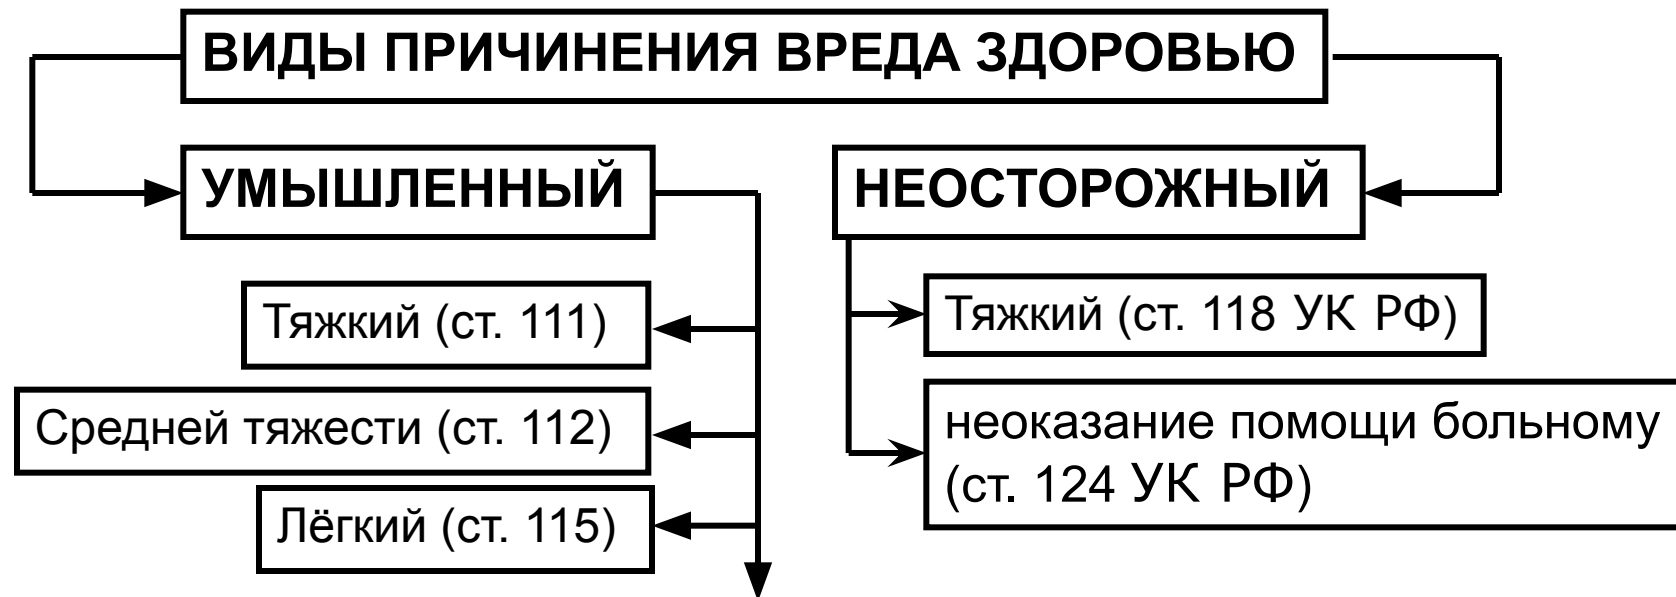 ВИДЫ ПРИЧИНЕНИЯ ВРЕДА ЗДОРОВЬЮ
УМЫШЛЕННЫЙ
Тяжкий (ст. 111)
Средней тяжести (ст. 112)
Лёгкий (ст. 115)
НЕОСТОРОЖНЫЙ
Тяжкий (ст. 118 УК РФ)
неоказание помощи больному
(ст. 124 УК РФ)